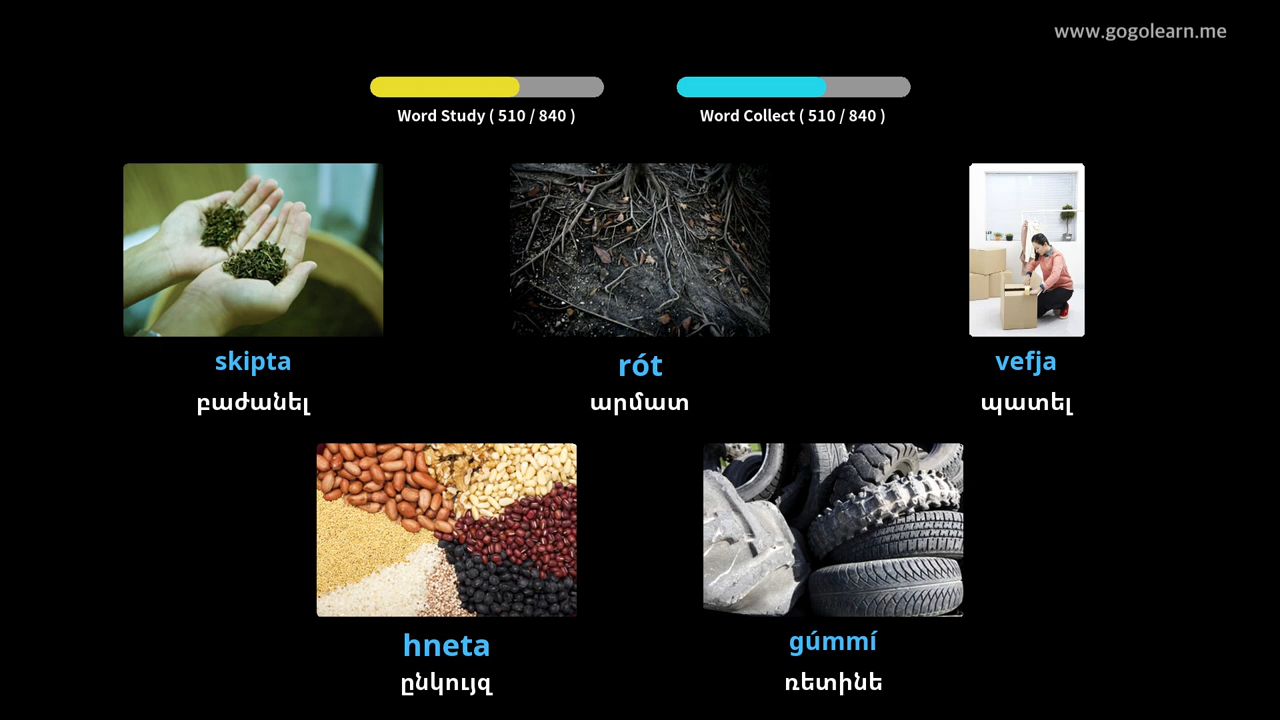 www.gogolearn.me
Word Study ( 510 / 840 )
Word Collect ( 510 / 840 )
skipta
բաժանել
rót
արմատ
vefja
պատել
hneta
ընկույզ
gúmmí
ռետինե